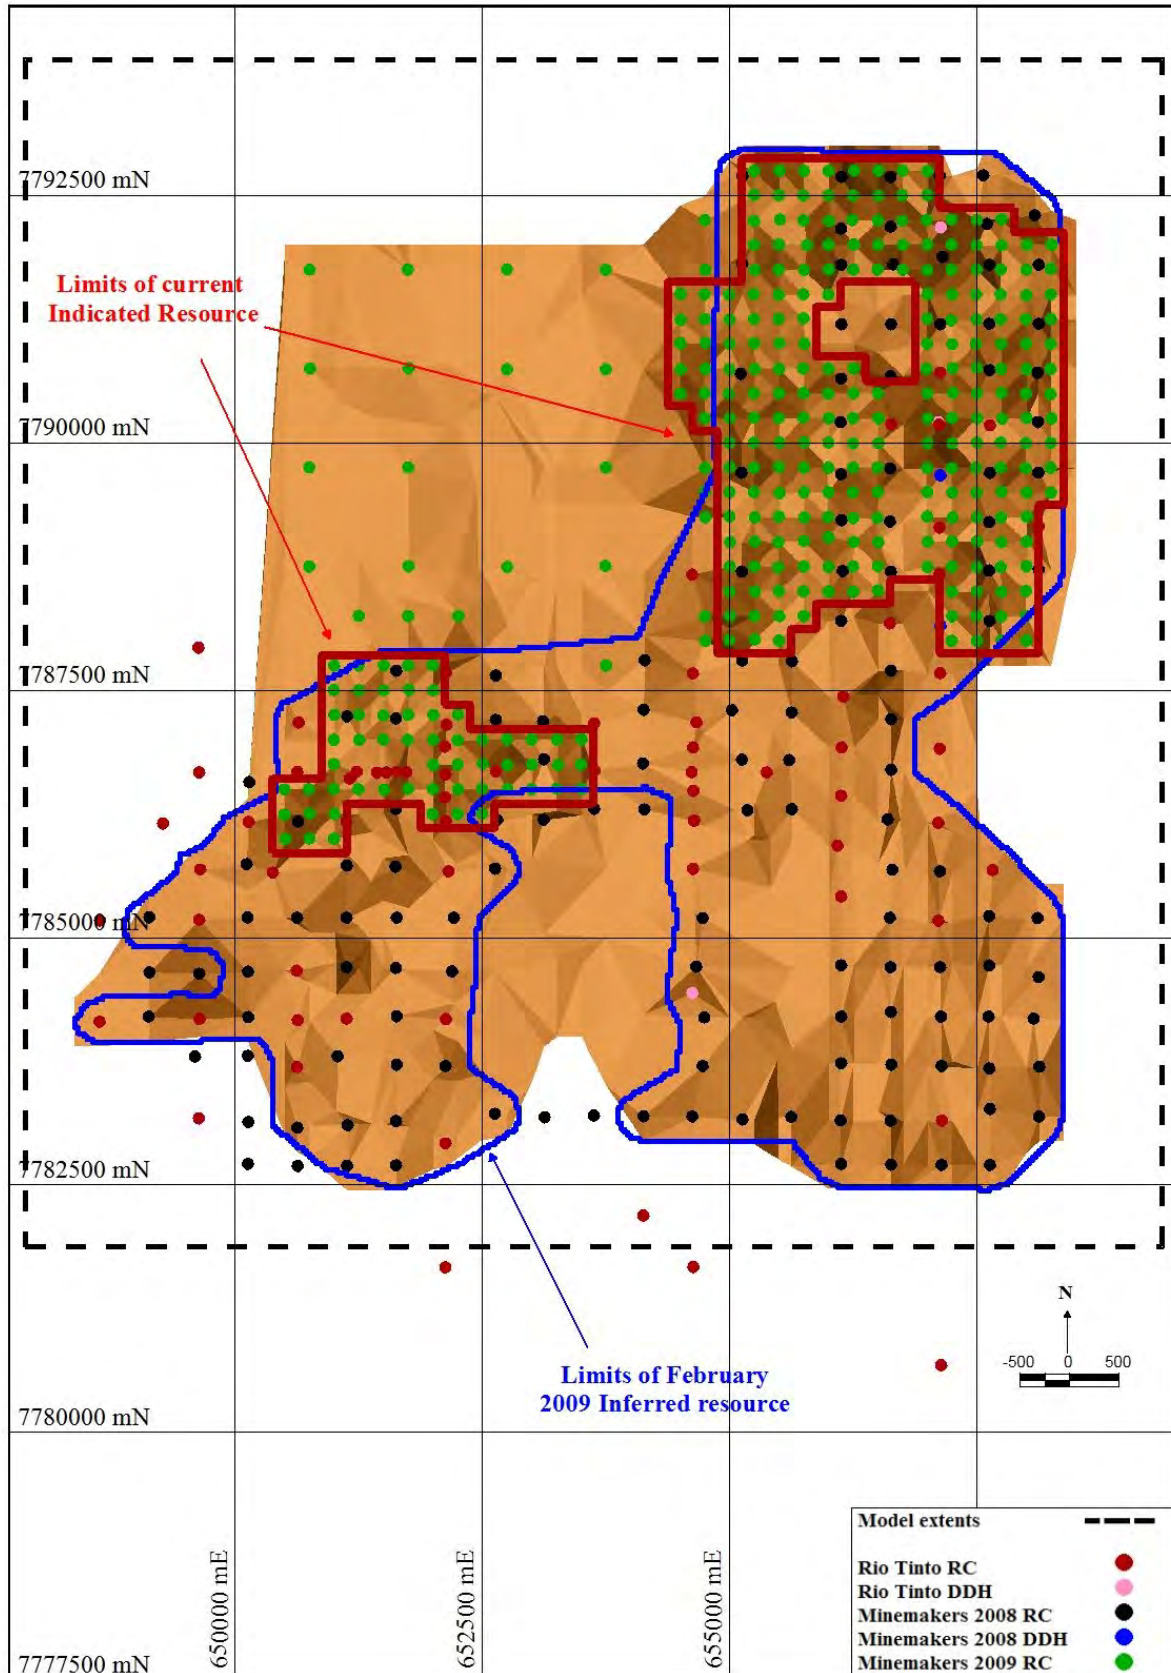 7792500 mN
Limits of current
Indicated Resource
7790000 mN
7787500 mN
7785000 mN
7782500 mN
N
-500 0 500
Limits of February
2009 Inferred resource
7780000 mN
650000 mE
652500 mE
655000 mE
Model extents
Rio Tinto RC
Rio Tinto DDH
Minemakers 2008 RC
Minemakers 2008 DDH
Minemakers 2009 RC
7777500 mN